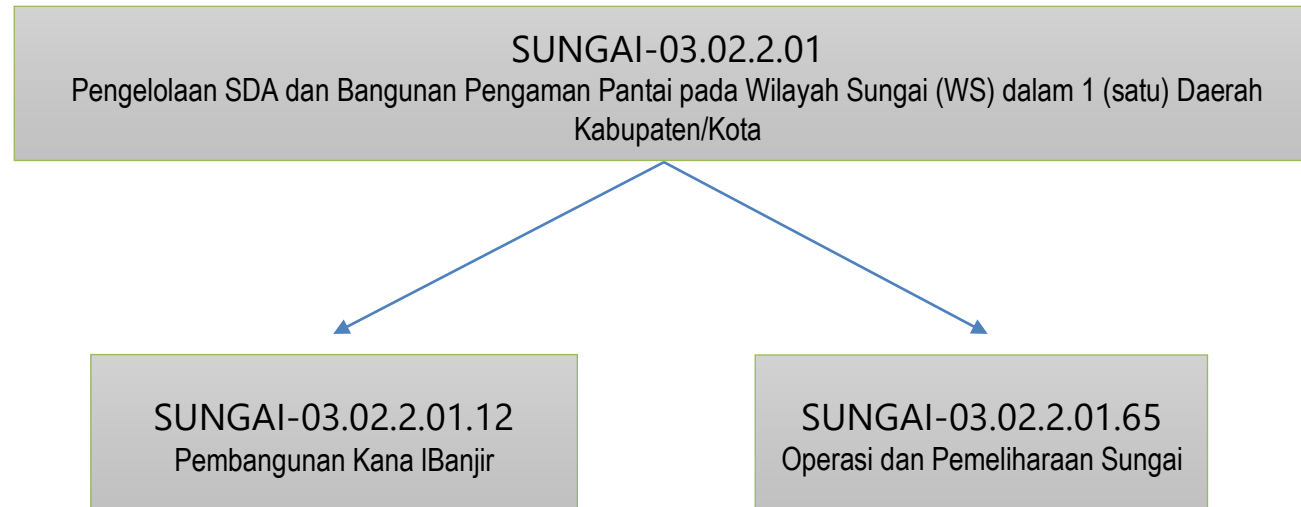 SUNGAI-03.02.2.01
Pengelolaan SDA dan Bangunan Pengaman Pantai pada Wilayah Sungai (WS) dalam 1 (satu) Daerah
Kabupaten/Kota
SUNGAI-03.02.2.01.12
Pembangunan Kana lBanjir
SUNGAI-03.02.2.01.65
Operasi dan Pemeliharaan Sungai